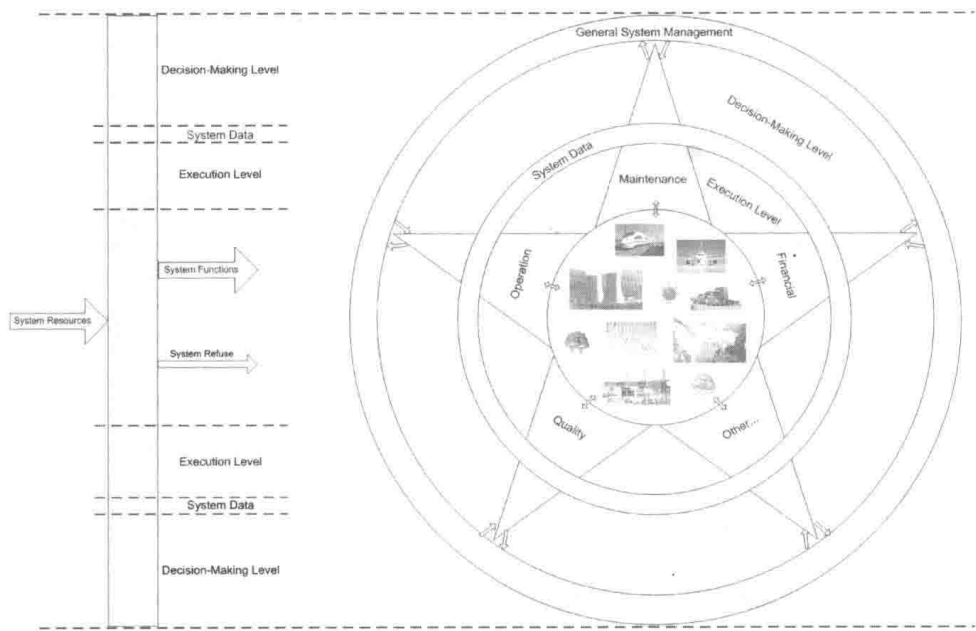 Decision-Making Level
System Data
Execution Level
System Functions
System Resources
System Refuse
Execution Level
System Data
Decision-Making Level
General System Management
Decision-Making Level
System Data
Maintenance
Execution Level
Operation
Financial
Quality
Other...